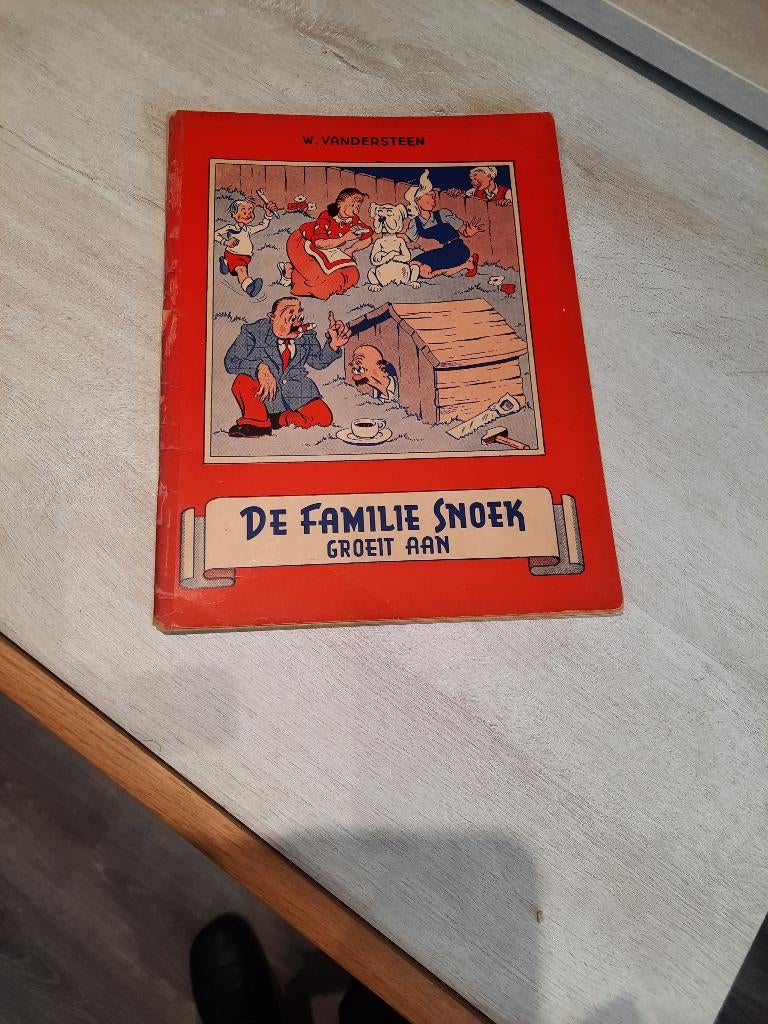 W. VANDERSTEEN
DE FAMILIE SNOEK
GROEIT AAN